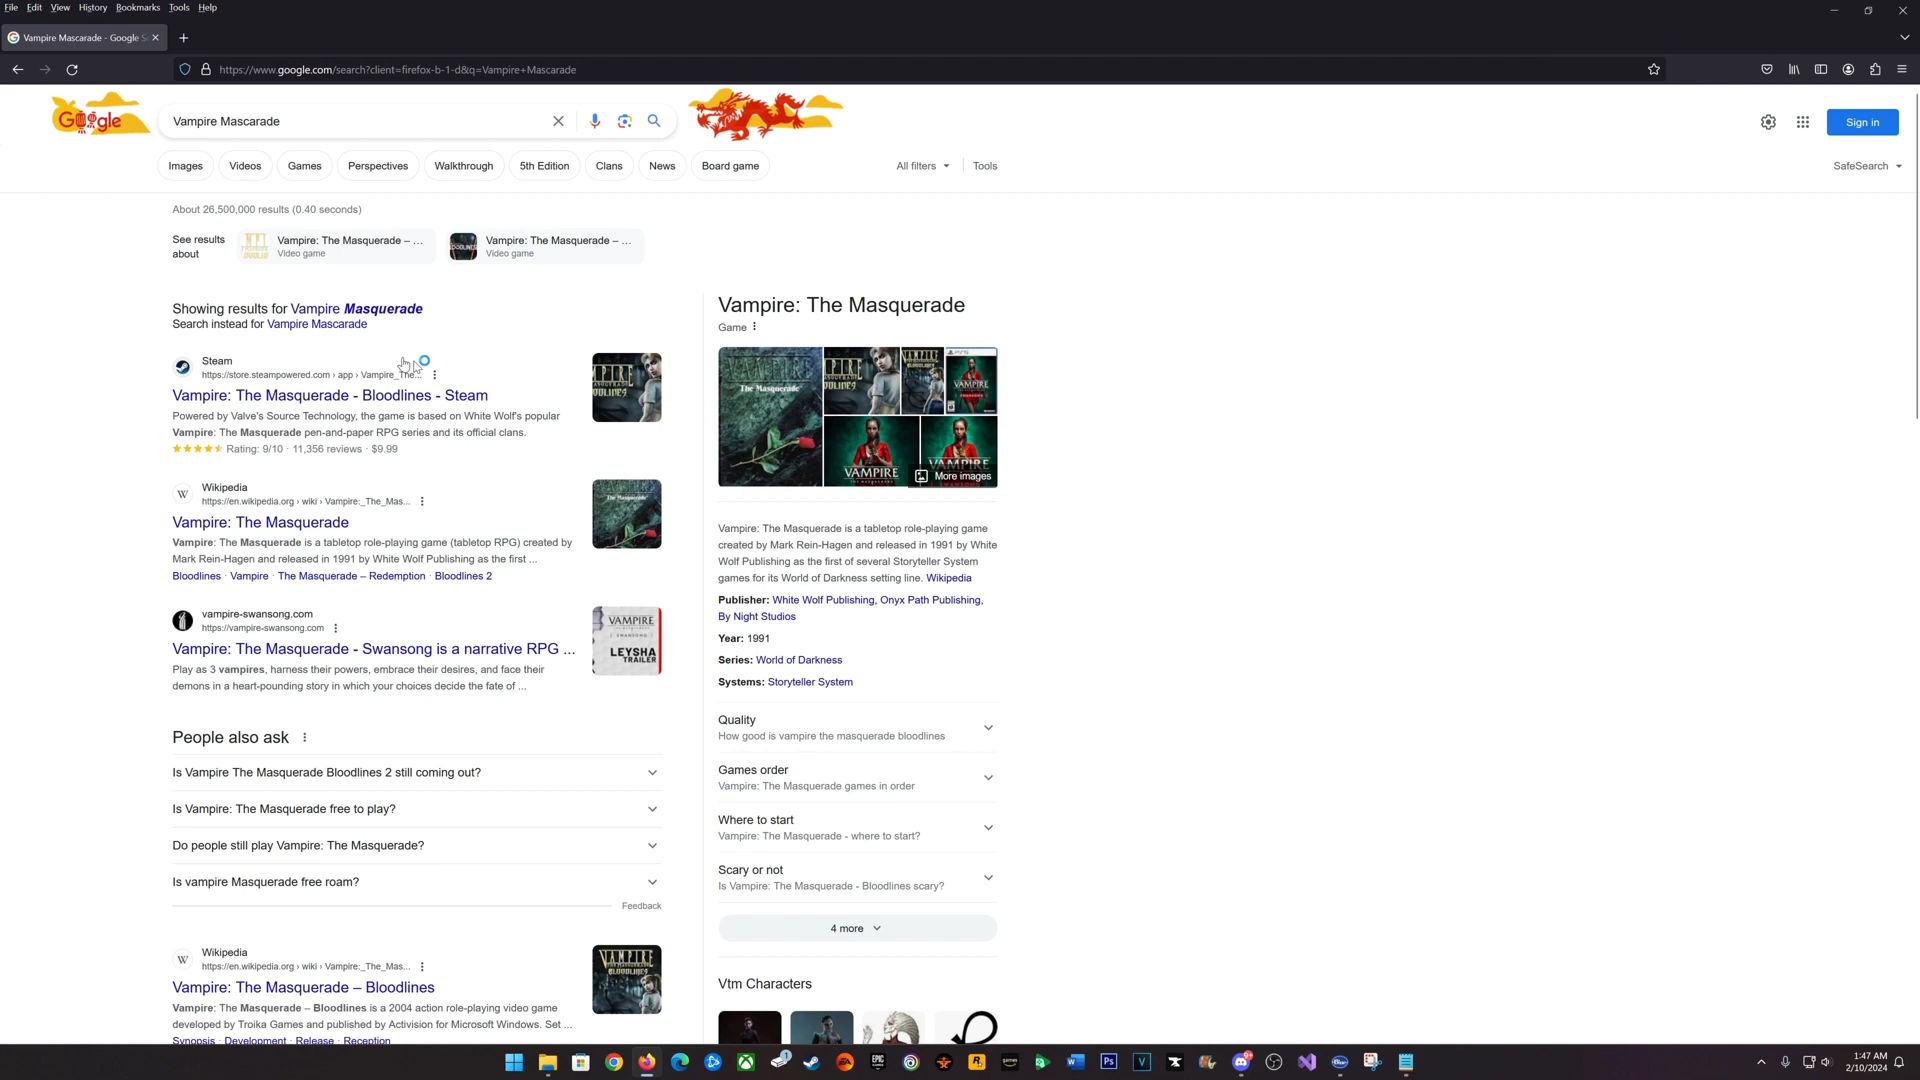 File Edit View History Bookmarks Tools Help
Vampire Mascarade - Google S
https://www.google.com/search?client=firefox-b-1-d&q=Vampire+Mascarade
Google
Vampire Mascarade
Sign in
Images Videos Games Perspectives Walkthrough 5th Edition Clans News Board game All filters Tools SafeSearch
About 26,500,000 results (0.40 seconds)
See results about
Vampire: The Masquerade – ...
Video game
Vampire: The Masquerade – ...
Video game
Showing results for Vampire Masquerade
Search instead for Vampire Mascarade
Steam
https://store.steampowered.com › app › Vampire_The...
Vampire: The Masquerade - Bloodlines - Steam
Powered by Valve's Source Technology, the game is based on White Wolf's popular
Vampire: The Masquerade pen-and-paper RPG series and its official clans.
Rating: 9/10 · 11,356 reviews · $9.99
Wikipedia
https://en.wikipedia.org › wiki › Vampire:_The_Mas...
Vampire: The Masquerade
Vampire: The Masquerade is a tabletop role-playing game (tabletop RPG) created by
Mark Rein-Hagen and released in 1991 by White Wolf Publishing as the first ...
Bloodlines · Vampire · The Masquerade – Redemption · Bloodlines 2
vampire-swansong.com
https://vampire-swansong.com
Vampire: The Masquerade - Swansong is a narrative RPG ...
Play as 3 vampires, harness their powers, embrace their desires, and face their
demons in a heart-pounding story in which your choices decide the fate of ...
VAMPIRE
SWANSONG
LEYSHA
TRAILER
People also ask
Is Vampire The Masquerade Bloodlines 2 still coming out?
Is Vampire: The Masquerade free to play?
Do people still play Vampire: The Masquerade?
Is vampire Masquerade free roam?
Feedback
Wikipedia
https://en.wikipedia.org › wiki › Vampire:_The_Mas...
Vampire: The Masquerade – Bloodlines
Vampire: The Masquerade – Bloodlines is a 2004 action role-playing video game
developed by Troika Games and published by Activision for Microsoft Windows. Set ...
Synopsis · Development · Release · Reception
Vampire: The Masquerade
Game
More images
Vampire: The Masquerade is a tabletop role-playing game
created by Mark Rein-Hagen and released in 1991 by White
Wolf Publishing as the first of several Storyteller System
games for its World of Darkness setting line. Wikipedia
Publisher: White Wolf Publishing, Onyx Path Publishing,
By Night Studios
Year: 1991
Series: World of Darkness
Systems: Storyteller System
Quality
How good is vampire the masquerade bloodlines
Games order
Vampire: The Masquerade games in order
Where to start
Vampire: The Masquerade - where to start?
Scary or not
Is Vampire: The Masquerade - Bloodlines scary?
4 more
Vtm Characters
1:47 AM
2/10/2024